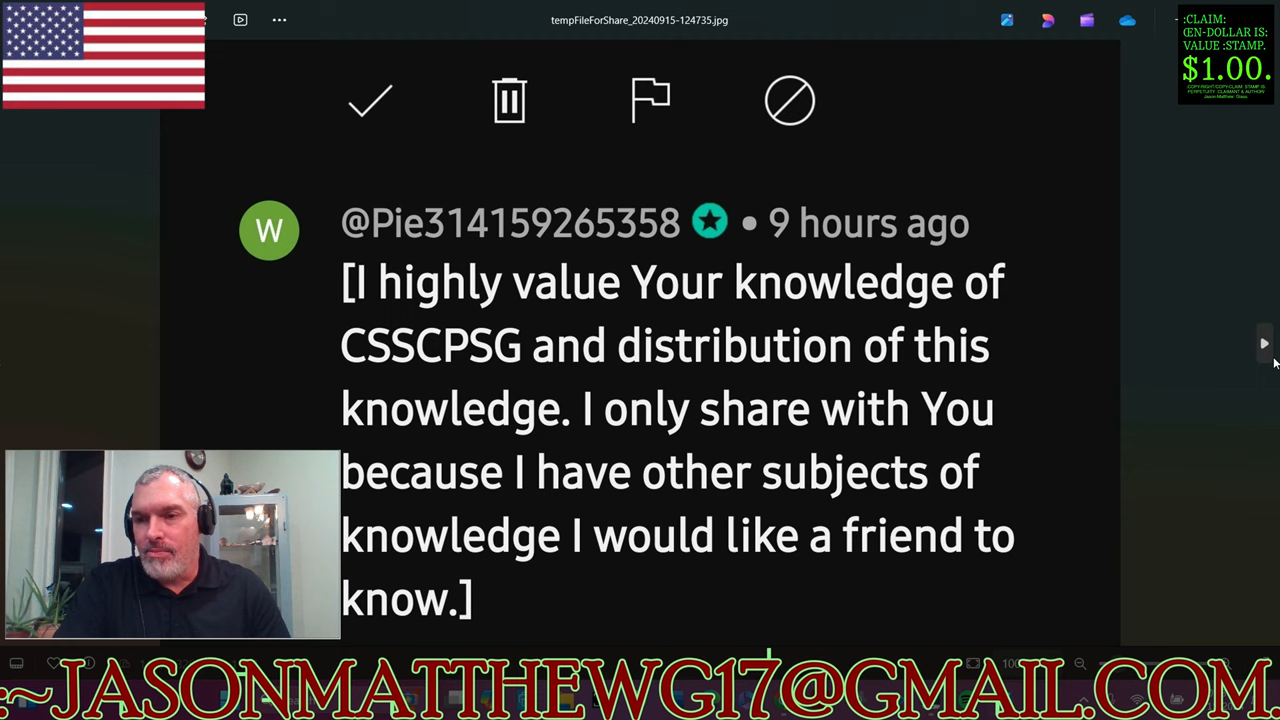 tempFileForShare_20240915-124735.jpg
:CLAIM:
ŒN-DOLLAR IS:
VALUE :STAMP.
$1.00.
W
@Pie314159265358 • 9 hours ago
[I highly value Your knowledge of
CSSCPSG and distribution of this
knowledge. I only share with You
because I have other subjects of
knowledge I would like a friend to
know.]
:~JASONMATTHEWG17@GMAIL.COM.